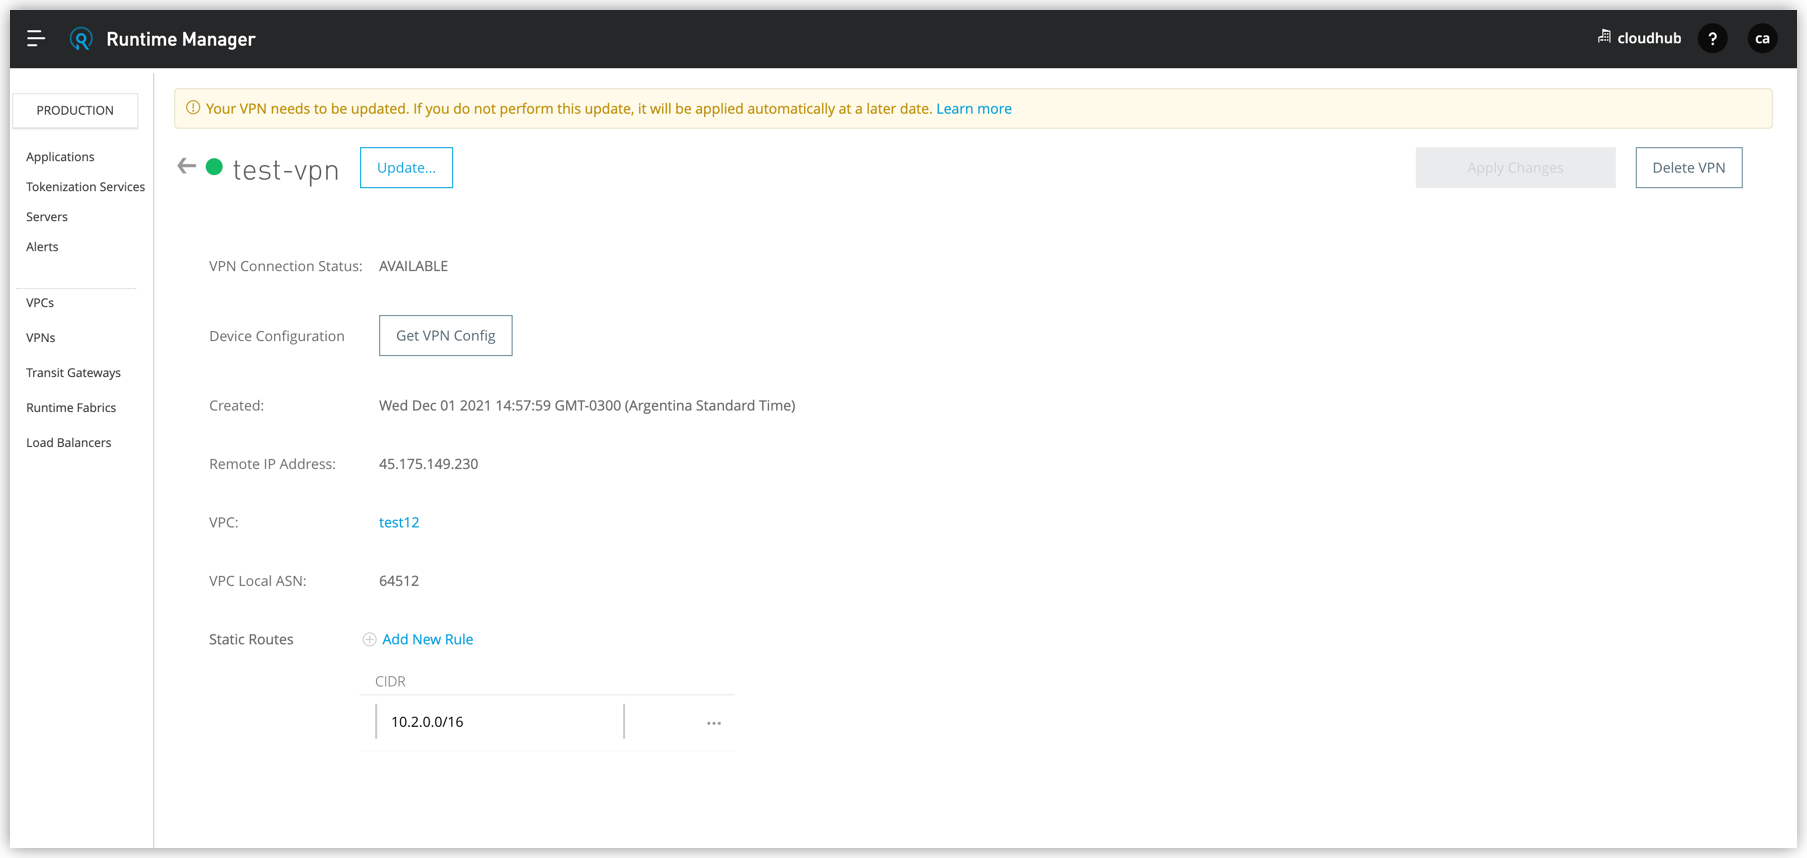 Runtime Manager
cloudhub
?
ca
PRODUCTION
Applications
Tokenization Services
Servers
Alerts
VPCs
VPNs
Transit Gateways
Runtime Fabrics
Load Balancers
Your VPN needs to be updated. If you do not perform this update, it will be applied automatically at a later date. Learn more
test-vpn
Update...
Apply Changes
Delete VPN
VPN Connection Status: AVAILABLE
Device Configuration Get VPN Config
Created: Wed Dec 01 2021 14:57:59 GMT-0300 (Argentina Standard Time)
Remote IP Address: 45.175.149.230
VPC: test12
VPC Local ASN: 64512
Static Routes Add New Rule
CIDR
10.2.0.0/16